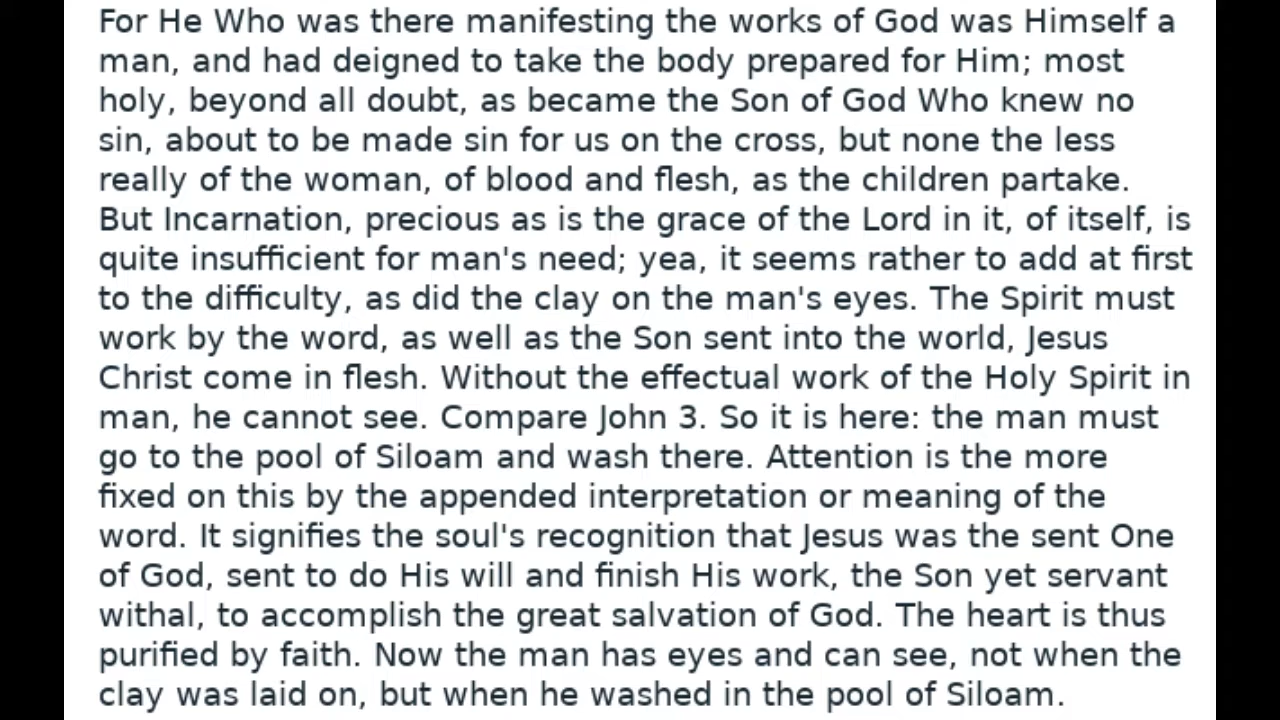 For He Who was there manifesting the works of God was Himself a
man, and had deigned to take the body prepared for Him; most
holy, beyond all doubt, as became the Son of God Who knew no
sin, about to be made sin for us on the cross, but none the less
really of the woman, of blood and flesh, as the children partake.
But Incarnation, precious as is the grace of the Lord in it, of itself, is
quite insufficient for man's need; yea, it seems rather to add at first
to the difficulty, as did the clay on the man's eyes. The Spirit must
work by the word, as well as the Son sent into the world, Jesus
Christ come in flesh. Without the effectual work of the Holy Spirit in
man, he cannot see. Compare John 3. So it is here: the man must
go to the pool of Siloam and wash there. Attention is the more
fixed on this by the appended interpretation or meaning of the
word. It signifies the soul's recognition that Jesus was the sent One
of God, sent to do His will and finish His work, the Son yet servant
withal, to accomplish the great salvation of God. The heart is thus
purified by faith. Now the man has eyes and can see, not when the
clay was laid on, but when he washed in the pool of Siloam.